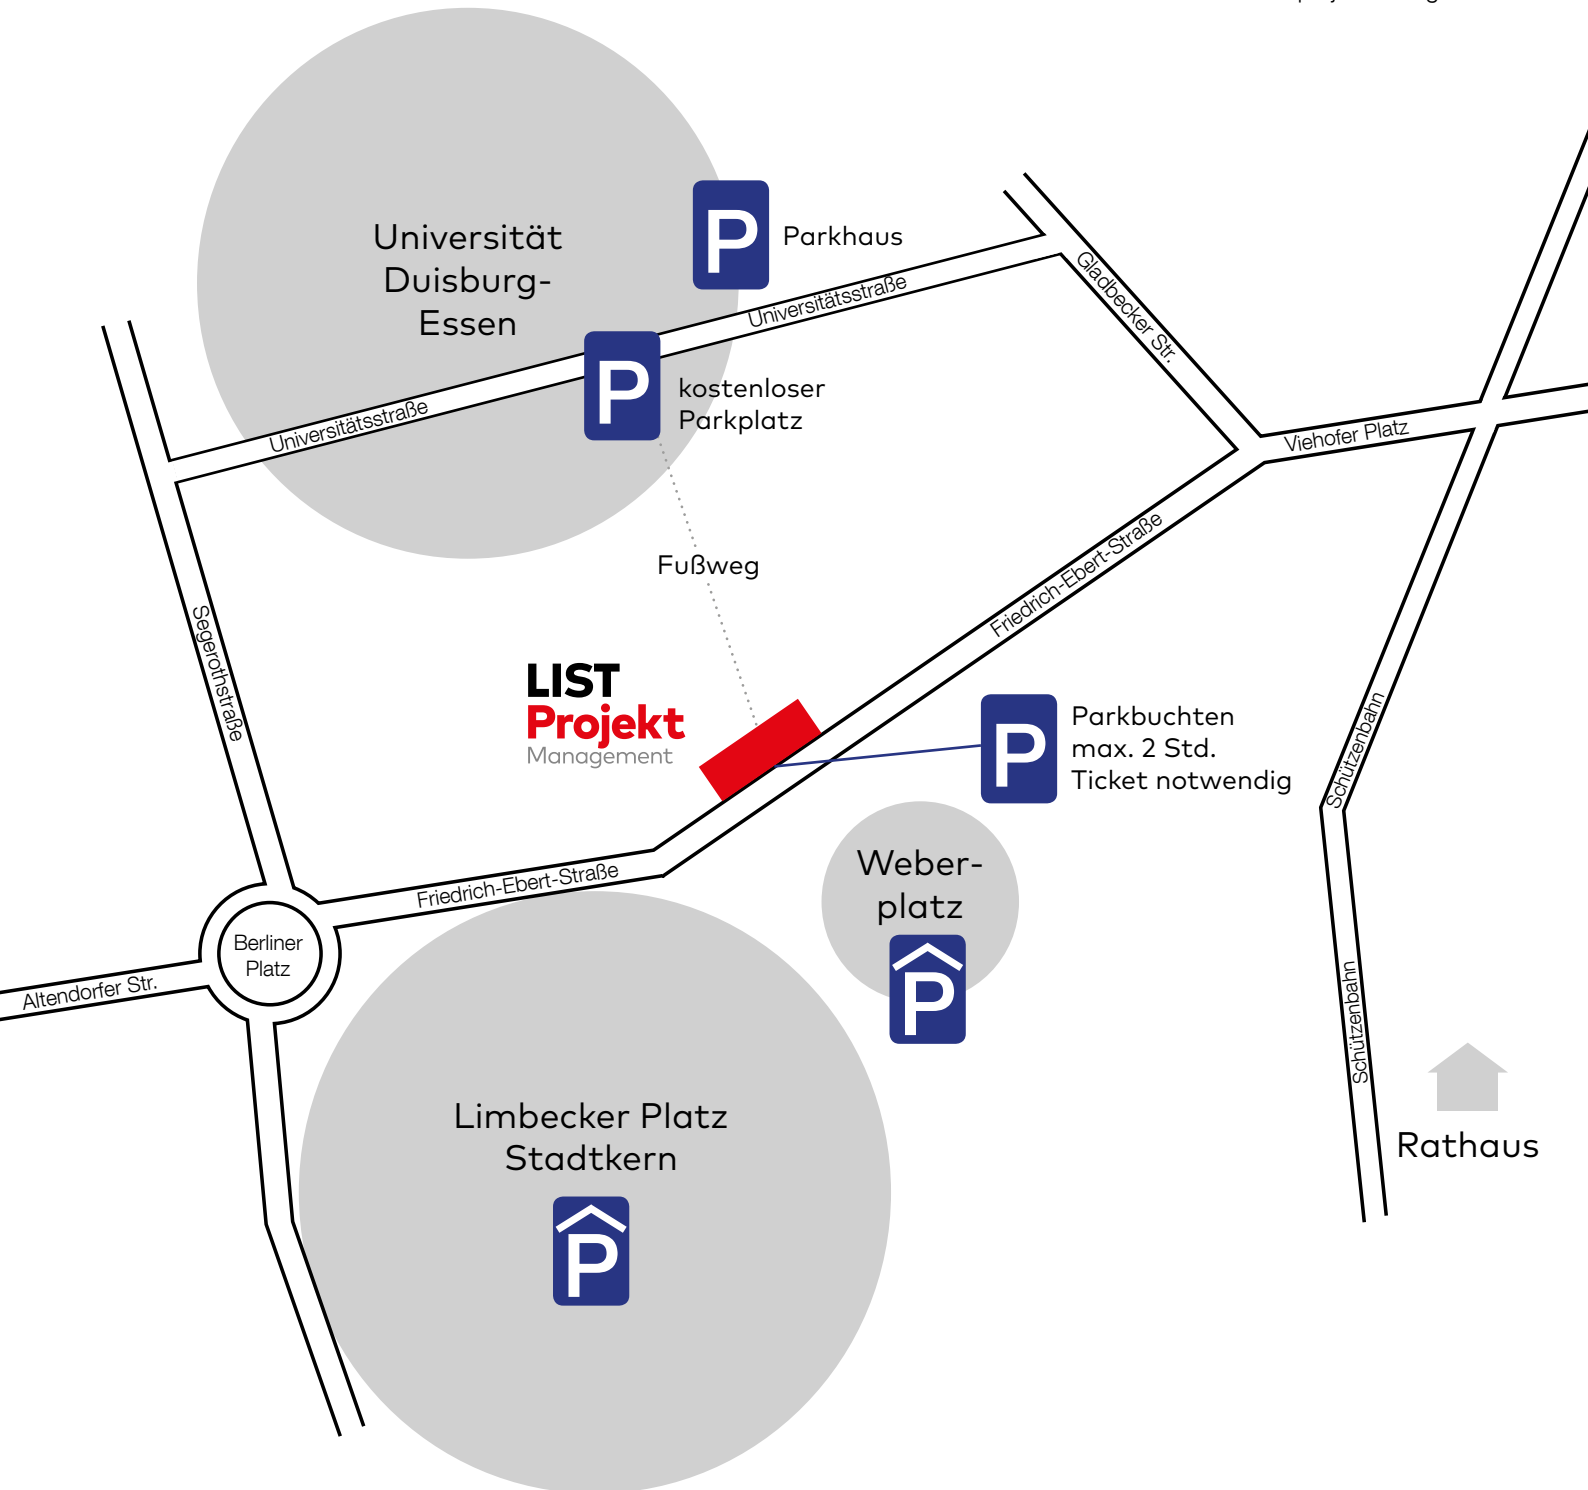 Universität
Duisburg-
Essen
P
Parkhaus
Universitätsstraße
Gladbecker Str.
P
kostenloser
Parkplatz
Universitätsstraße
Viehofer Platz
Fußweg
Friedrich-Ebert-Straße
Segerothstraße
LIST
Projekt
Management
P
Parkbuchten
max. 2 Std.
Ticket notwendig
Schützenbahn
Weber-
platz
P
Friedrich-Ebert-Straße
Berliner
Platz
Altendorfer Str.
Schützenbahn
Limbecker Platz
Stadtkern
P
Rathaus